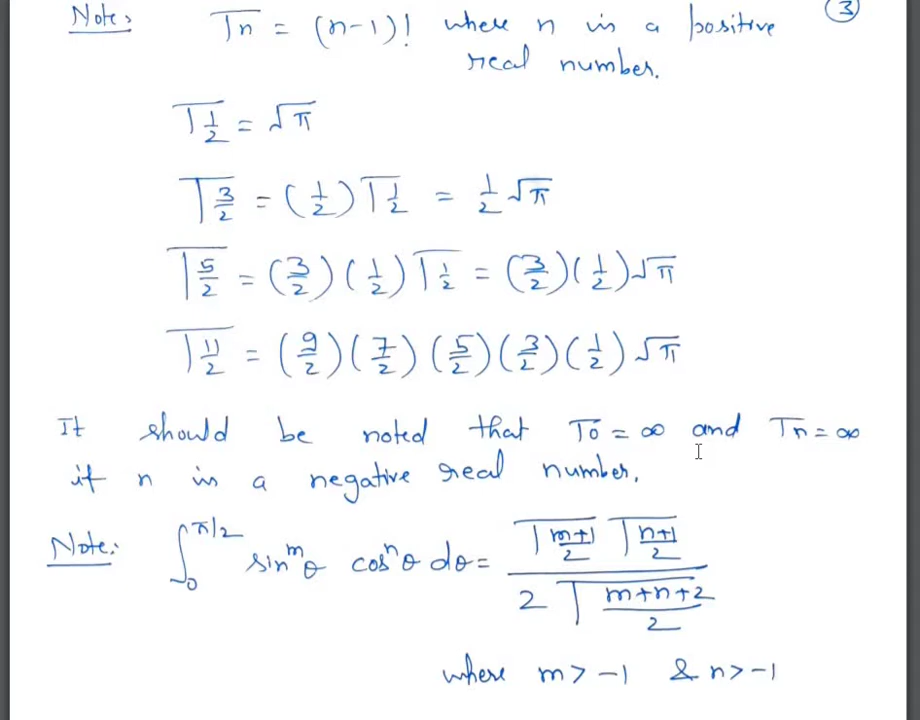 Note: Γn = (n-1)! where n is a positive real number. (3)
Γ1/2 = √π
Γ3/2 = (1/2) Γ1/2 = 1/2 √π
Γ5/2 = (3/2) (1/2) Γ1/2 = (3/2)(1/2)√π
Γ11/2 = (9/2)(7/2)(5/2)(3/2)(1/2) √π
It should be noted that Γ0 = ∞ and Γn = ∞
if n is a negative real number.
Note: ∫_0^{π/2} sin^m θ cos^n θ dθ = (Γ(m+1)/2 Γ(n+1)/2) / (2 Γ(m+n+2)/2)
where m > -1 & n > -1